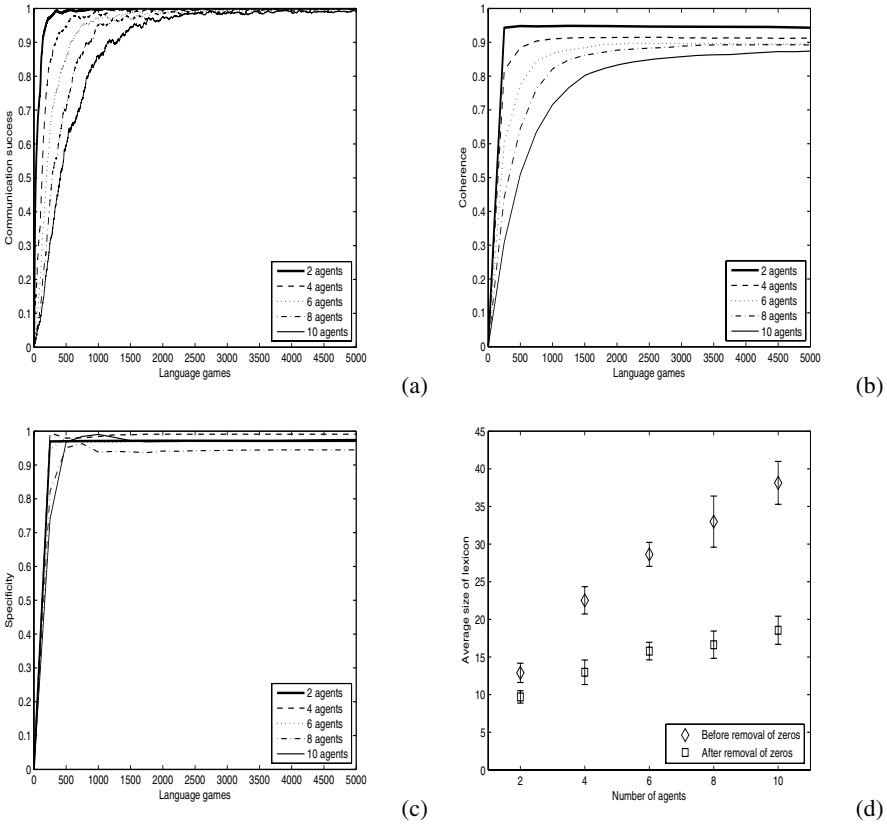 1
0.9
0.8
0.7
0.6
0.5
0.4
0.3
0.2
0.1
0
Communication success
0 500 1000 1500 2000 2500 3000 3500 4000 4500 5000
Language games
2 agents
4 agents
6 agents
8 agents
10 agents
(a)
1
0.9
0.8
0.7
0.6
0.5
0.4
0.3
0.2
0.1
Coherence
0 500 1000 1500 2000 2500 3000 3500 4000 4500 5000
Language games
2 agents
4 agents
6 agents
8 agents
10 agents
(b)
1
0.9
0.8
0.7
0.6
0.5
0.4
0.3
0.2
0.1
0
Specificity
0 500 1000 1500 2000 2500 3000 3500 4000 4500 5000
Language games
2 agents
4 agents
6 agents
8 agents
10 agents
(c)
45
40
35
30
25
20
15
10
5
0
Average size of lexicon
2 4 6 8 10
Number of agents
Before removal of zeros
After removal of zeros
(d)